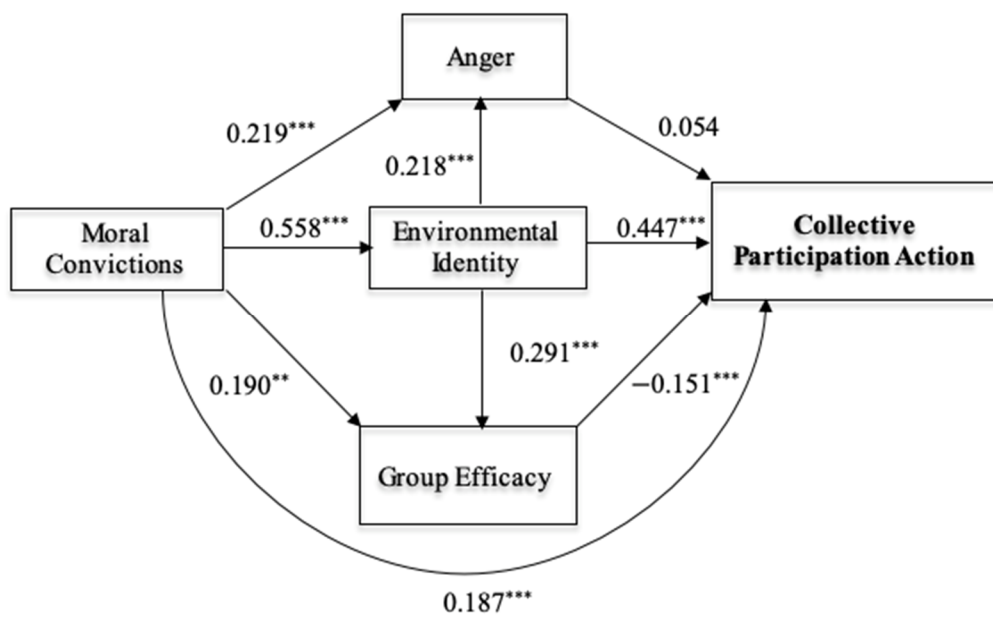 Anger
0.219***
0.054
0.218***
Moral
Convictions
0.558***
Environmental
Identity
0.447***
Collective
Participation Action
0.291***
0.190**
−0.151***
Group Efficacy
0.187***